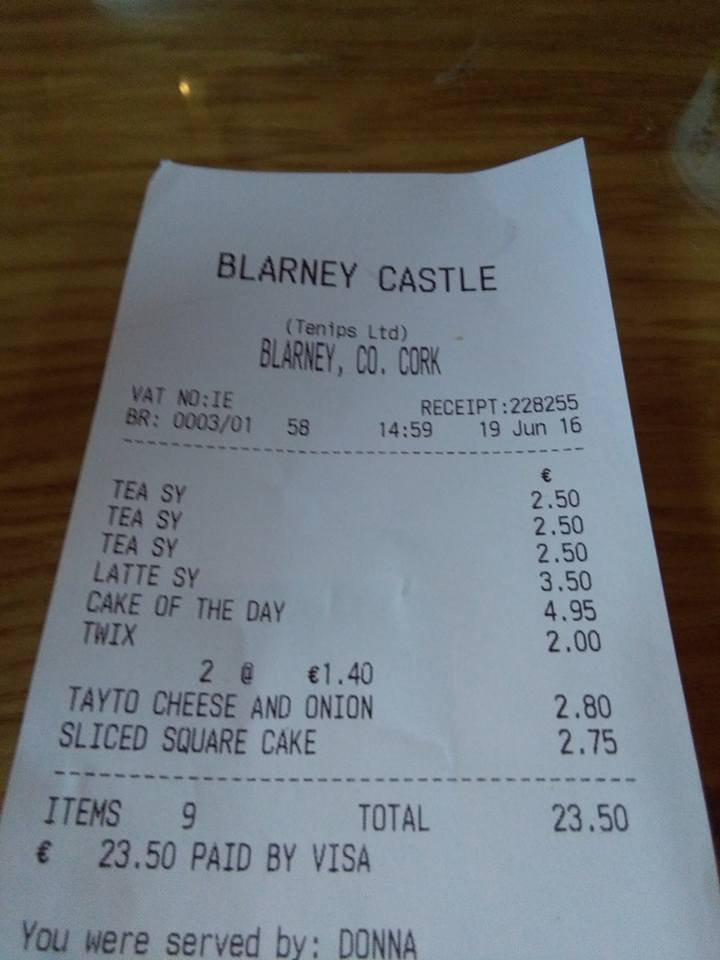 BLARNEY CASTLE
(Tenips Ltd)
BLARNEY, CO. CORK
VAT NO:IE RECEIPT:228255
BR: 0003/01 58 14:59 19 Jun 16
€
TEA SY 2.50
TEA SY 2.50
TEA SY 2.50
LATTE SY 3.50
CAKE OF THE DAY 4.95
TWIX 2.00
2 @ €1.40
TAYTO CHEESE AND ONION 2.80
SLICED SQUARE CAKE 2.75
ITEMS 9 TOTAL 23.50
€ 23.50 PAID BY VISA
You were served by: DONNA